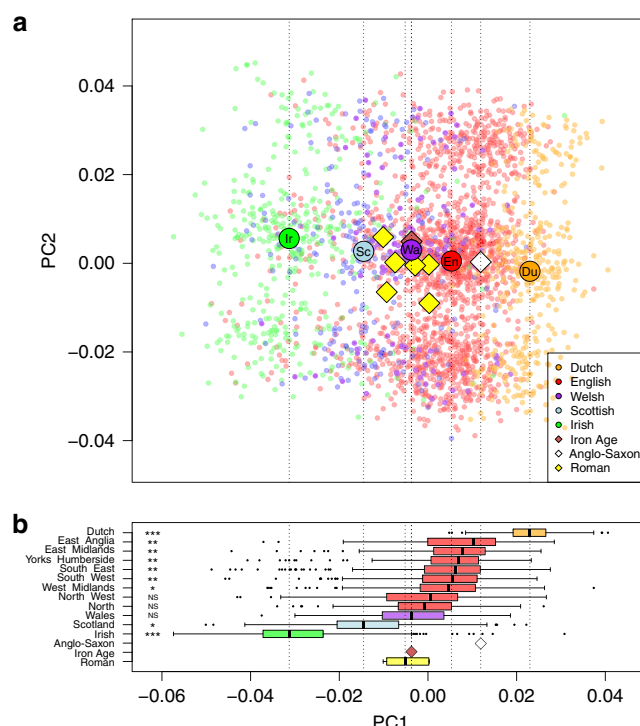 a
PC2
0.04
0.02
0.00
−0.02
−0.04
Ir
Sc
Wa
En
Du
Dutch
English
Welsh
Scottish
Irish
Iron Age
Anglo-Saxon
Roman
b
Dutch ***
East Anglia **
East Midlands **
Yorks Humberside **
South East **
South West **
West Midlands *
North West NS
North NS
Wales NS
Scotland *
Irish ***
Anglo-Saxon
Iron Age
Roman
−0.06 −0.04 −0.02 0.00 0.02 0.04
PC1